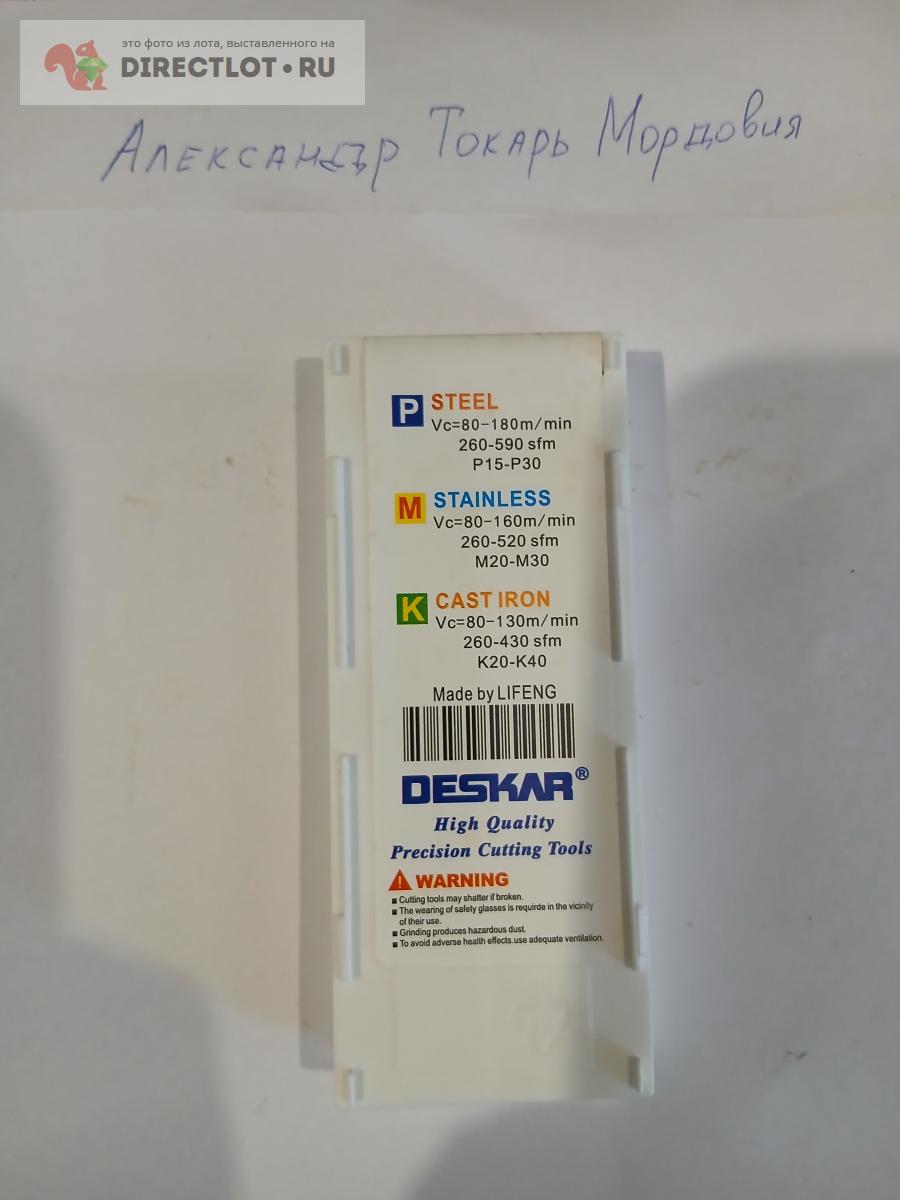 это фото из лота, выставленного на
DIRECTLOT•RU
Александр Токарь Мордовия
P STEEL
Vc=80-180m/min
260-590 sfm
P15-P30
M STAINLESS
Vc=80-160m/min
260-520 sfm
M20-M30
K CAST IRON
Vc=80-130m/min
260-430 sfm
K20-K40
Made by LIFENG
DESKAR®
High Quality
Precision Cutting Tools
WARNING
■ Cutting tools may shatter if broken.
■ The wearing of safety glasses is requirde in the vicinity
of their use.
■ Grinding produces hazardous dust.
■ To avoid adverse health effects.use adequate ventilation.